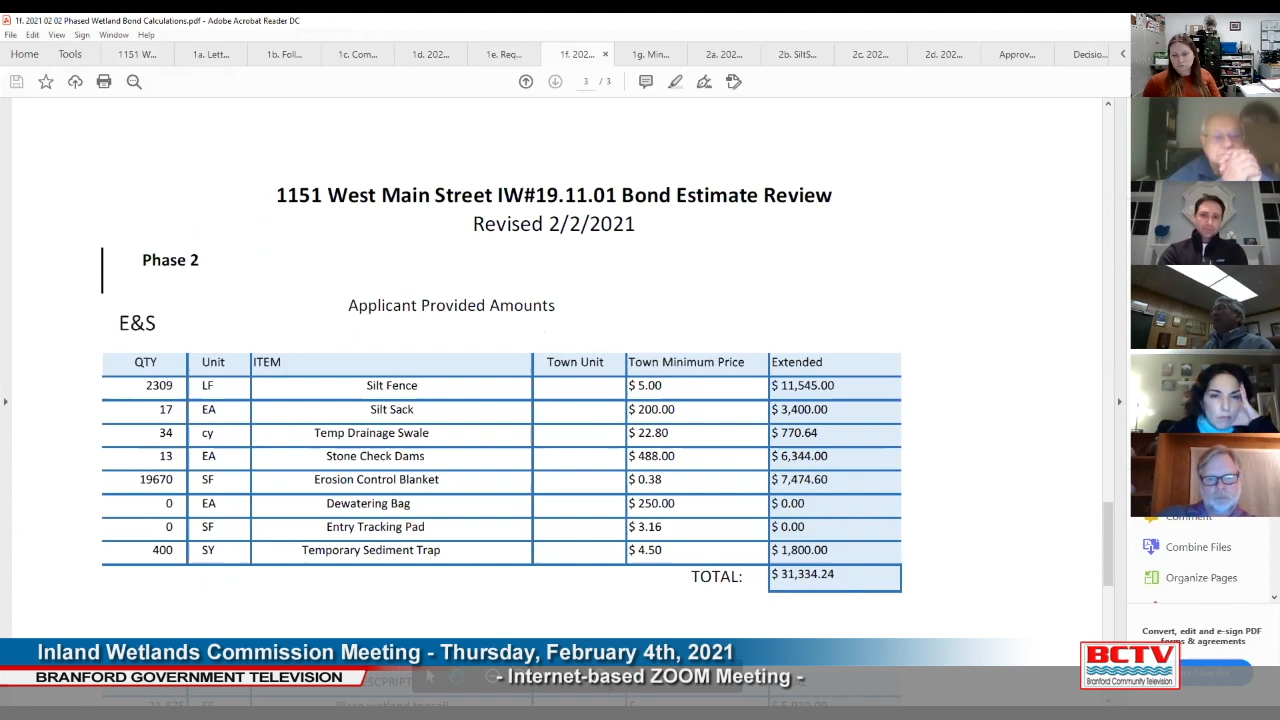 1f. 2021 02 02 Phased Wetland Bond Calculations.pdf - Adobe Acrobat Reader DC
File Edit View Sign Window Help
Home Tools 1151 W... 1a. Lett... 1b. Foll... 1c. Com... 1d. 202... e. Req... 1f. 202... × 1g. Min... 2a. 202... 2b. SiltS... 2c. 202... 2d. 202... Approv... Decisio...
3 / 3
1151 West Main Street IW#19.11.01 Bond Estimate Review
Revised 2/2/2021
Phase 2
Applicant Provided Amounts
E&S
QTY Unit ITEM Town Unit Town Minimum Price Extended
2309 LF Silt Fence $ 5.00 $ 11,545.00
17 EA Silt Sack $ 200.00 $ 3,400.00
34 cy Temp Drainage Swale $ 22.80 $ 770.64
13 EA Stone Check Dams $ 488.00 $ 6,344.00
19670 SF Erosion Control Blanket $ 0.38 $ 7,474.60
0 EA Dewatering Bag $ 250.00 $ 0.00
0 SF Entry Tracking Pad $ 3.16 $ 0.00
400 SY Temporary Sediment Trap $ 4.50 $ 1,800.00
TOTAL: $ 31,334.24
Comment
Combine Files
Organize Pages
Convert, edit and e-sign PDF
forms & agreements
Inland Wetlands Commission Meeting - Thursday, February 4th, 2021
BRANFORD GOVERNMENT TELEVISION
- Internet-based ZOOM Meeting -
BCTV
Branford Community Television